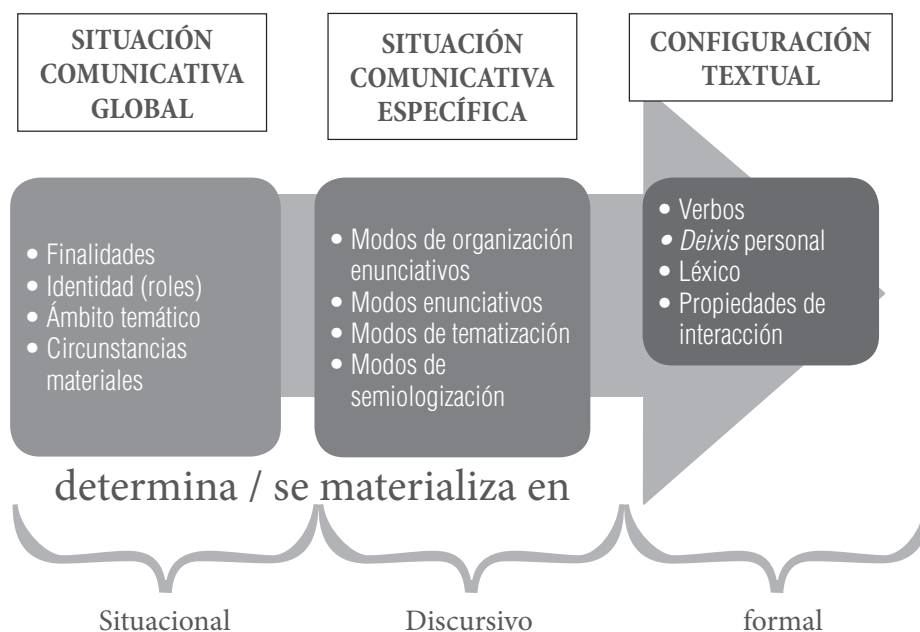 SITUACIÓN
COMUNICATIVA
GLOBAL
SITUACIÓN
COMUNICATIVA
ESPECÍFICA
CONFIGURACIÓN
TEXTUAL
• Finalidades
• Identidad (roles)
• Ámbito temático
• Circunstancias
materiales
• Modos de organización
enunciativos
• Modos enunciativos
• Modos de tematización
• Modos de
semiologización
• Verbos
• Deixis personal
• Léxico
• Propiedades de
interacción
determina / se materializa en
Situacional
Discursivo
formal